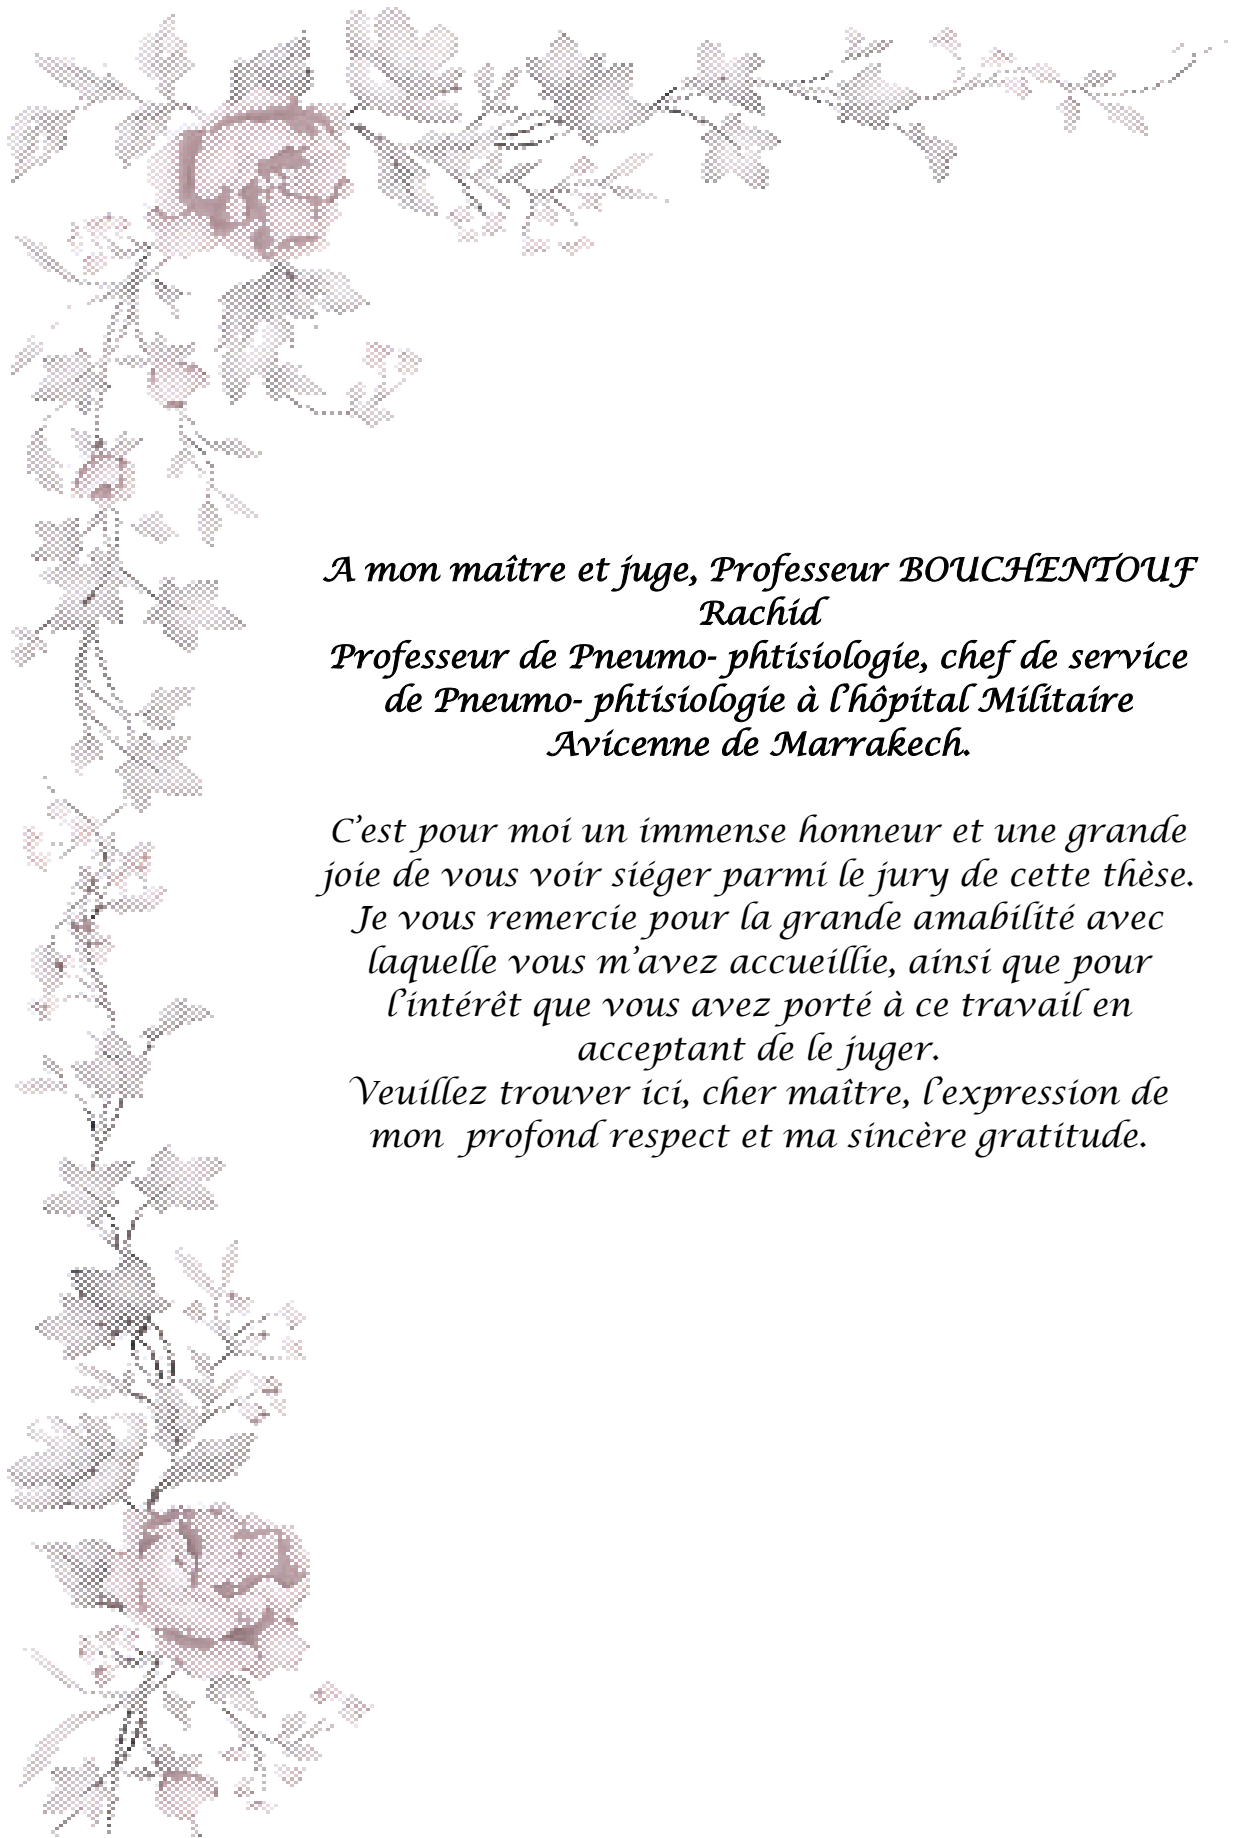 A mon maître et juge, Professeur BOUCHENTOUF
Rachid
Professeur de Pneumo- phtisiologie, chef de service
de Pneumo- phtisiologie à l’hôpital Militaire
Avicenne de Marrakech.
C’est pour moi un immense honneur et une grande
joie de vous voir siéger parmi le jury de cette thèse.
Je vous remercie pour la grande amabilité avec
laquelle vous m’avez accueillie, ainsi que pour
l’intérêt que vous avez porté à ce travail en
acceptant de le juger.
Veuillez trouver ici, cher maître, l’expression de
mon  profond respect et ma sincère gratitude.